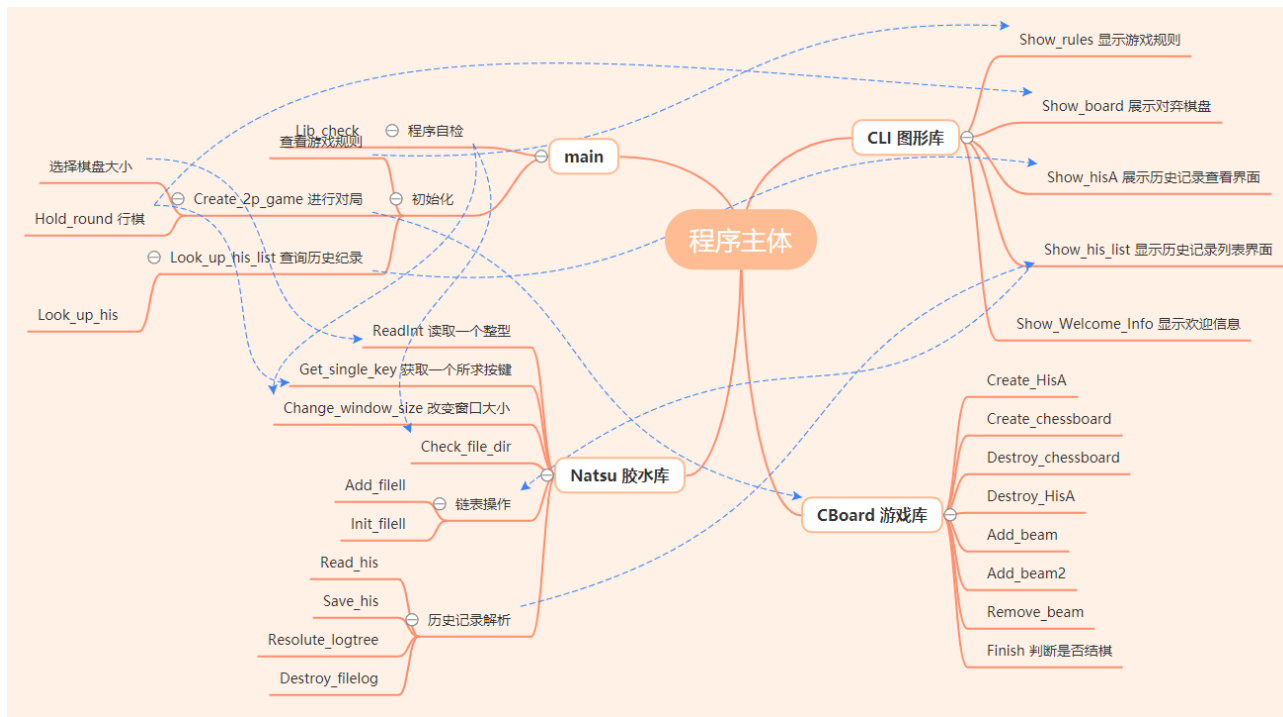 程序主体
main
Lib_check
程序自检
查看游戏规则
初始化
选择棋盘大小
Create_2p_game 进行对局
Hold_round 行棋
Look_up_his_list 查询历史纪录
Look_up_his
CLI 图形库
Show_rules 显示游戏规则
Show_board 展示对弈棋盘
Show_hisA 展示历史记录查看界面
Show_his_list 显示历史记录列表界面
Show_Welcome_Info 显示欢迎信息
Natsu 胶水库
ReadInt 读取一个整型
Get_single_key 获取一个所求按键
Change_window_size 改变窗口大小
Check_file_dir
链表操作
Add_filell
Init_filell
历史记录解析
Read_his
Save_his
Resolute_logtree
Destroy_filelog
CBoard 游戏库
Create_HisA
Create_chessboard
Destroy_chessboard
Destroy_HisA
Add_beam
Add_beam2
Remove_beam
Finish 判断是否结棋